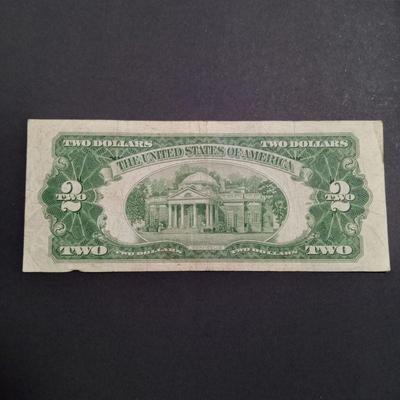 TWO DOLLARS TWO DOLLARS
THE UNITED STATES OF AMERICA
2 2
TWO TWO
TWO TWO DOLLARS TWO DOLLARS TWO